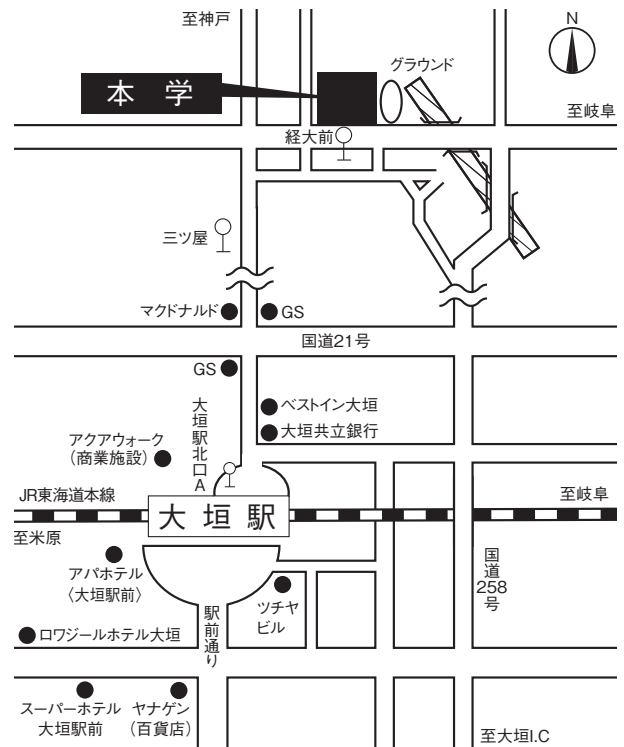 至神戸
N
グラウンド
本学
至岐阜
経大前
三ツ屋
マクドナルド
GS
国道21号
GS
ベストイン大垣
大垣共立銀行
大垣駅北口A
アクアウォーク
(商業施設)
JR東海道本線
至岐阜
大垣駅
至米原
国道258号
アパホテル
〈大垣駅前〉
ツチヤ
ビル
駅前通り
ロワジールホテル大垣
スーパーホテル
大垣駅前
ヤナゲン
(百貨店)
至大垣I.C